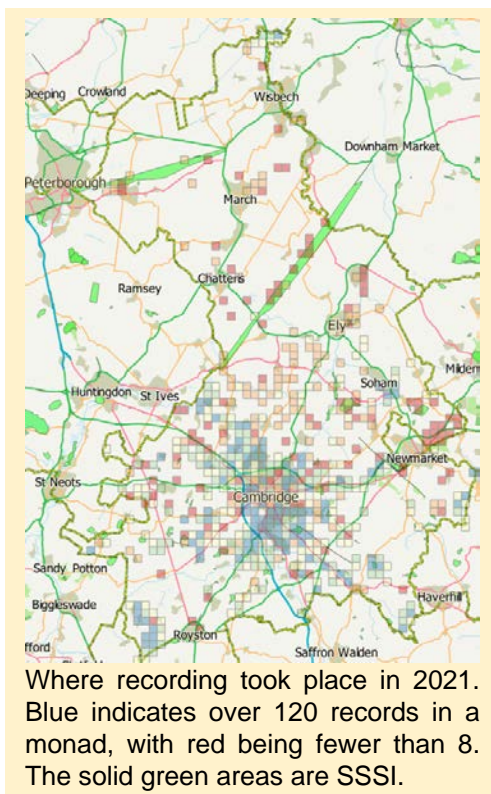 Wisbech
Deeping Crowland
Downham Market
Peterborough
March
Chatteris
Ramsey
Ely
Soham
Milden
Huntingdon St Ives
Newmarket
St Neots
Cambridge
Sandy Potton
Biggleswade
Haverhill
fford
Royston
Saffron Walden
Where recording took place in 2021.
Blue indicates over 120 records in a
monad, with red being fewer than 8.
The solid green areas are SSSI.